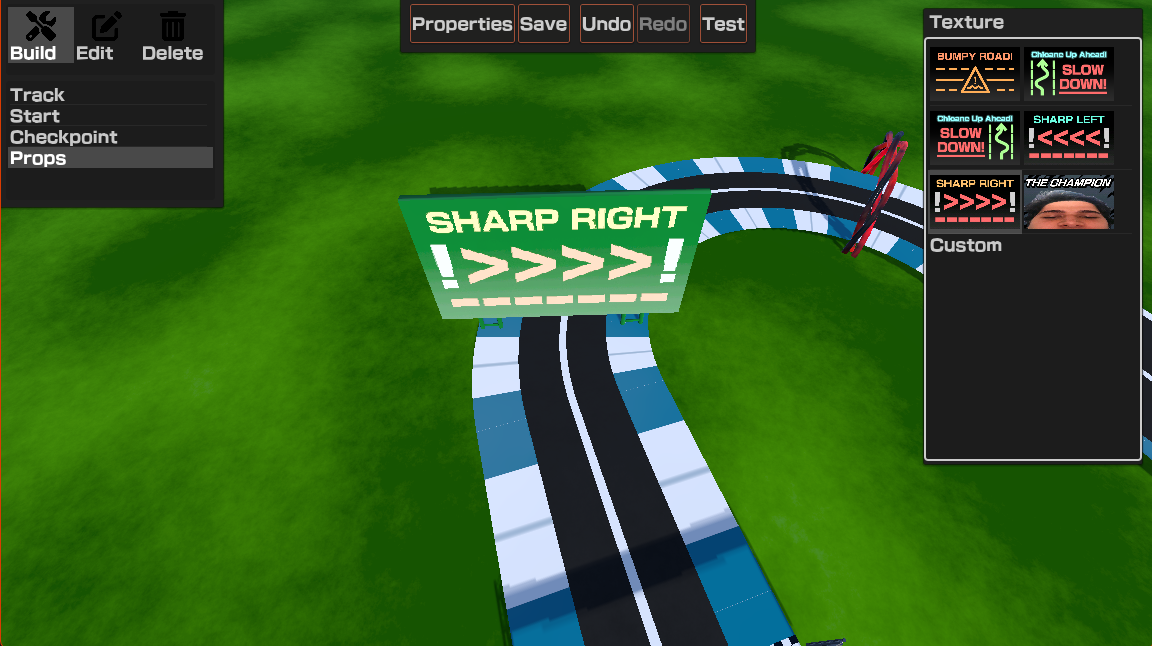 Build
Edit
Delete
Track
Start
Checkpoint
Props
Properties
Save
Undo
Redo
Test
SHARP RIGHT
! >>>> !
Texture
BUMPY ROAD!
!
Chicane Up Ahead!
SLOW
DOWN!
Chicane Up Ahead!
SLOW
DOWN!
SHARP LEFT
! <<<< !
SHARP RIGHT
! >>>> !
THE CHAMPION
Custom